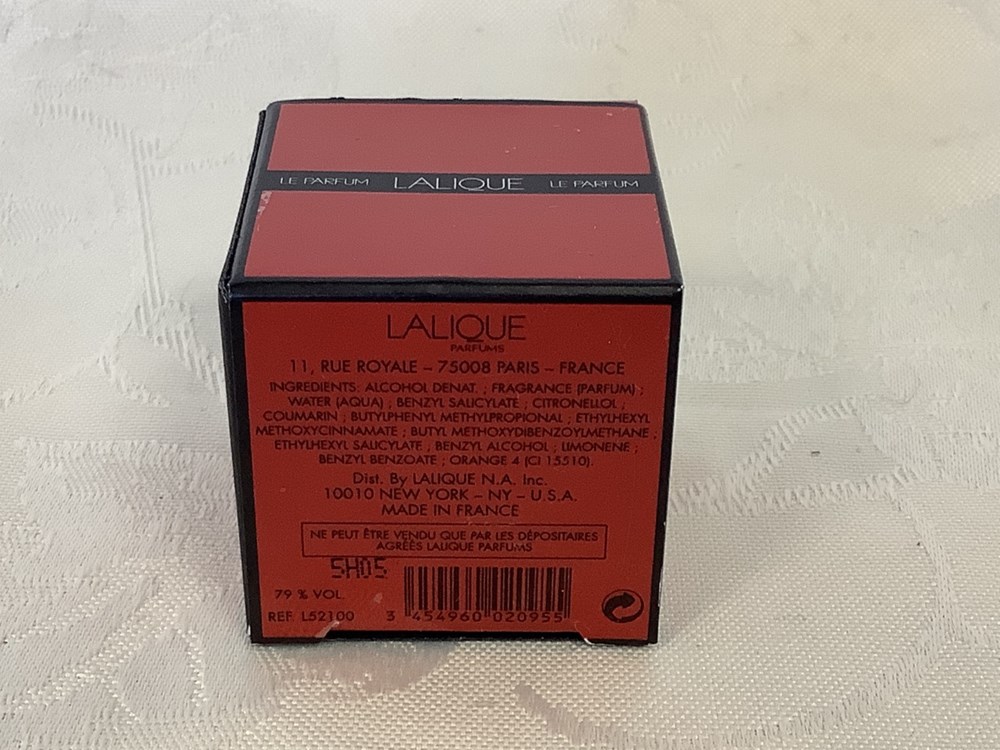 LE PARFUM LALIQUE LE PARFUM
LALIQUE
PARFUMS
11, RUE ROYALE – 75008 PARIS – FRANCE
INGREDIENTS: ALCOHOL DENAT. ; FRAGRANCE (PARFUM) ;
WATER (AQUA) ; BENZYL SALICYLATE ; CITRONELLOL ;
COUMARIN ; BUTYLPHENYL METHYLPROPIONAL ; ETHYLHEXYL
METHOXYCINNAMATE ; BUTYL METHOXYDIBENZOYLMETHANE ;
ETHYLHEXYL SALICYLATE ; BENZYL ALCOHOL ; LIMONENE ;
BENZYL BENZOATE ; ORANGE 4 (CI 15510).
Dist. By LALIQUE N.A. Inc.
10010 NEW YORK – NY – U.S.A.
MADE IN FRANCE
NE PEUT ÊTRE VENDU QUE PAR LES DÉPOSITAIRES
AGRÉÉS LALIQUE PARFUMS
5H05
79 % VOL.
REF. L52100 3 454960 020955